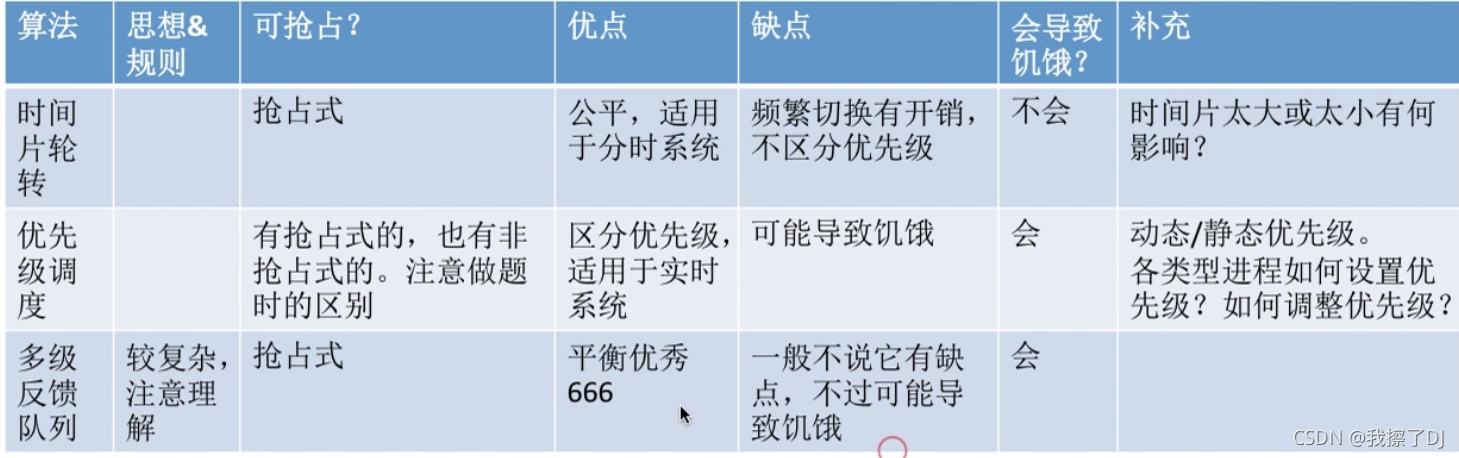 算法
思想&
规则
可抢占？
优点
缺点
会导致
饥饿？
补充
时间
片轮
转
抢占式
公平，适用
于分时系统
频繁切换有开销，
不区分优先级
不会
时间片太大或太小有何
影响？
优先
级调
度
有抢占式的，也有非
抢占式的。注意做题
时的区别
区分优先级，
适用于实时
系统
可能导致饥饿
会
动态/静态优先级。
各类型进程如何设置优
先级？如何调整优先级？
多级
反馈
队列
较复杂，
注意理
解
抢占式
平衡优秀
666
一般不说它有缺
点，不过可能导
致饥饿
会
CSDN @我擦了DJ